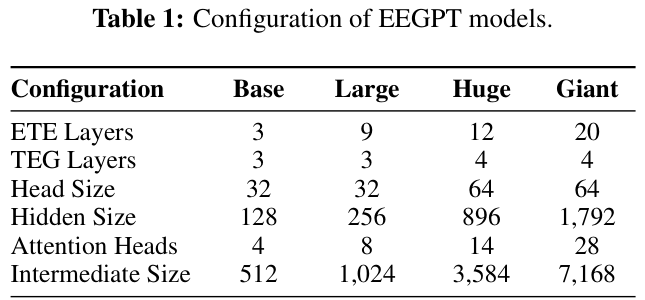 Table 1: Configuration of EEGPT models.
Configuration Base Large Huge Giant
ETE Layers 3 9 12 20
TEG Layers 3 3 4 4
Head Size 32 32 64 64
Hidden Size 128 256 896 1,792
Attention Heads 4 8 14 28
Intermediate Size 512 1,024 3,584 7,168